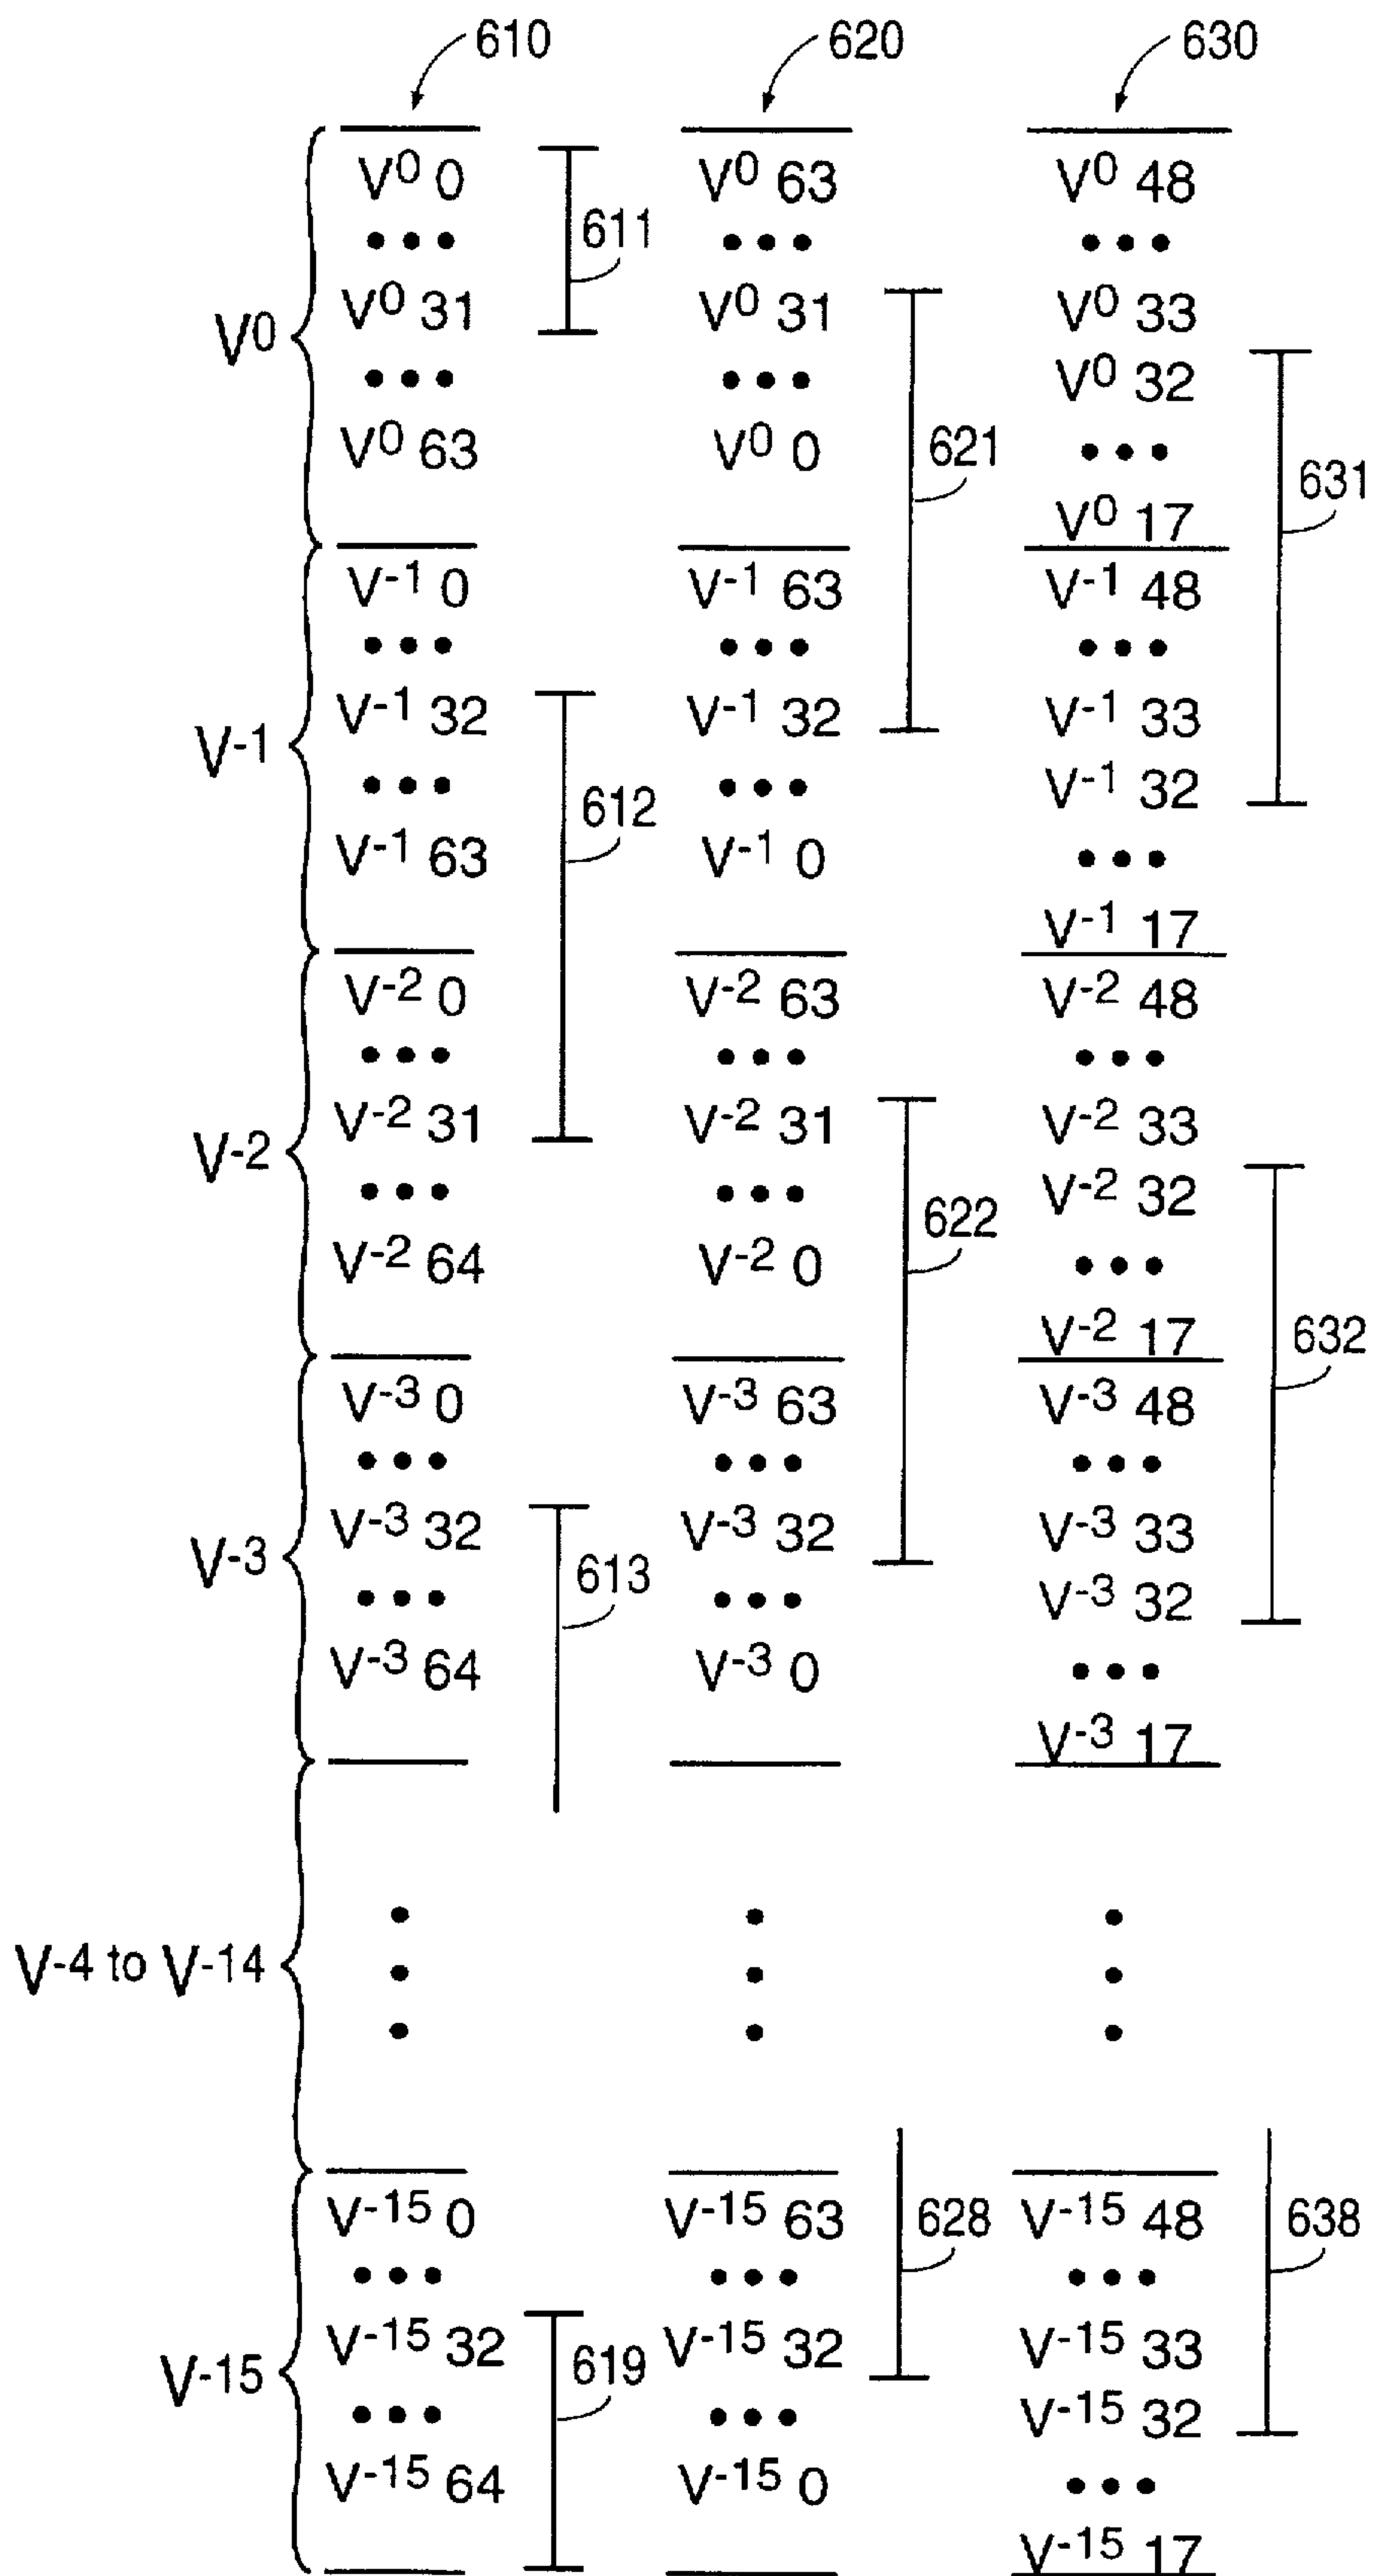 610 620 630
V0 0 V0 63 V0 48
••• ••• •••
611
V0 31 V0 31 V0 33
V0
••• ••• V0 32
V0 63 V0 0 •••
621
631
V0 17
V-1 0 V-1 63 V-1 48
••• ••• •••
V-1 32 V-1 32 V-1 33
V-1
••• ••• V-1 32
612
V-1 63 V-1 0 •••
V-1 17
V-2 0 V-2 63 V-2 48
••• ••• •••
V-2 31 V-2 31 V-2 33
V-2
••• ••• V-2 32
622
V-2 64 V-2 0 •••
V-2 17
632
V-3 0 V-3 63 V-3 48
••• ••• •••
V-3 32 V-3 32 V-3 33
V-3
613
••• ••• V-3 32
V-3 64 V-3 0 •••
V-3 17
V-4 to V-14
V-15 0 V-15 63 628 V-15 48 638
••• ••• •••
V-15 32 V-15 32 V-15 33
V-15
619
••• ••• V-15 32
V-15 64 V-15 0 •••
V-15 17